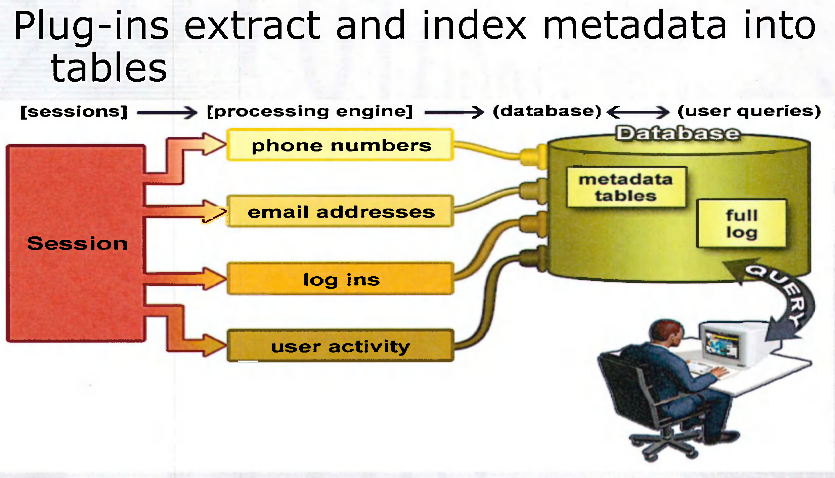 Plug-ins extract and index metadata into
tables
[sessions] → [processing engine] → (database) ↔ (user queries)
Database
phone numbers
metadata
tables
email addresses
full
log
Session
log ins
QUERY
user activity